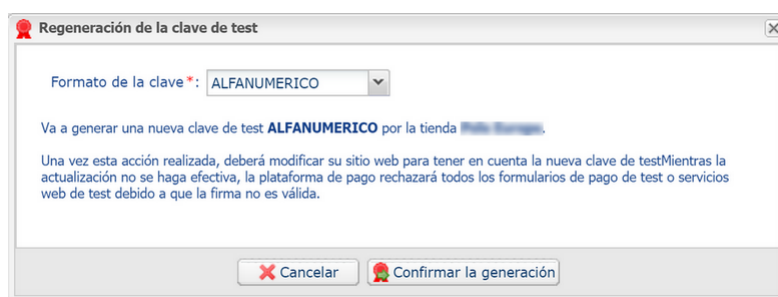 Regeneración de la clave de test
Formato de la clave*: ALFANUMERICO
Va a generar una nueva clave de test ALFANUMERICO por la tienda .
Una vez esta acción realizada, deberá modificar su sitio web para tener en cuenta la nueva clave de testMientras la
actualización no se haga efectiva, la plataforma de pago rechazará todos los formularios de pago de test o servicios
web de test debido a que la firma no es válida.
Cancelar Confirmar la generación